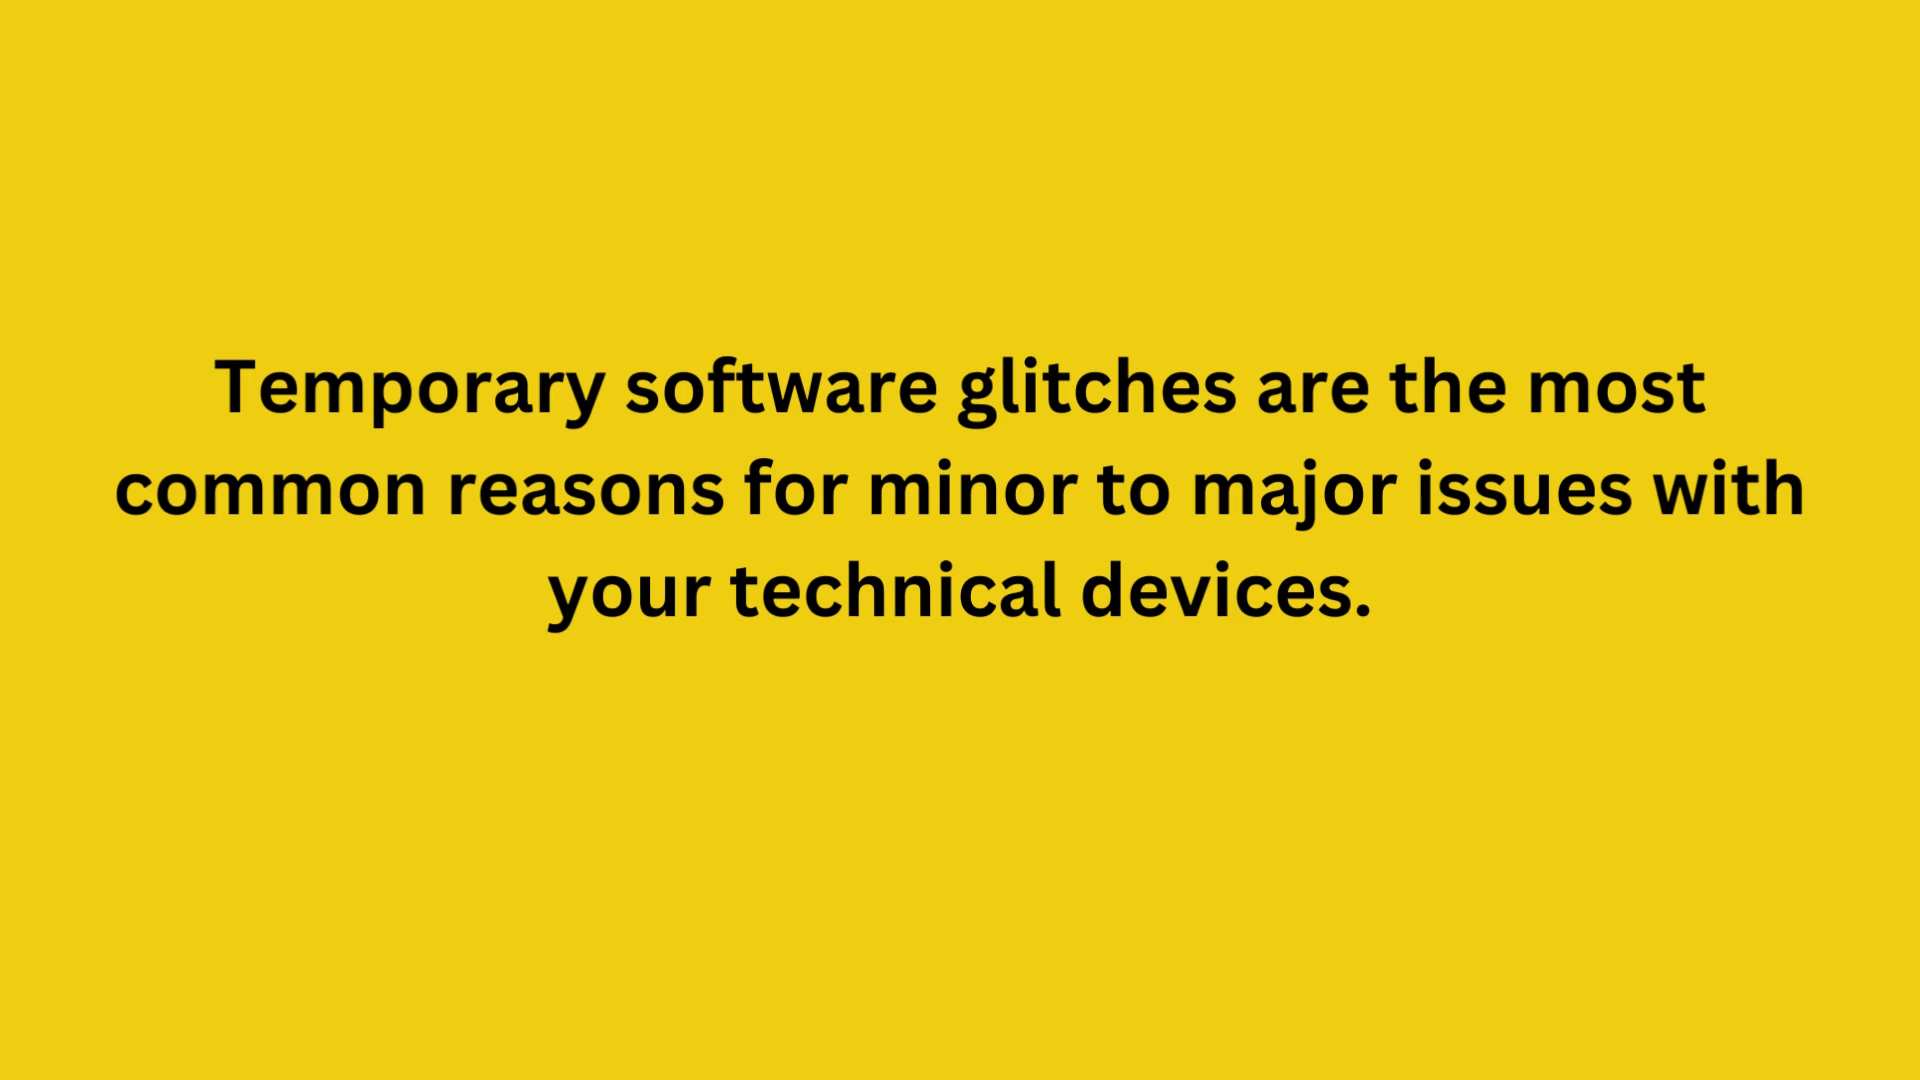 Temporary software glitches are the most
common reasons for minor to major issues with
your technical devices.